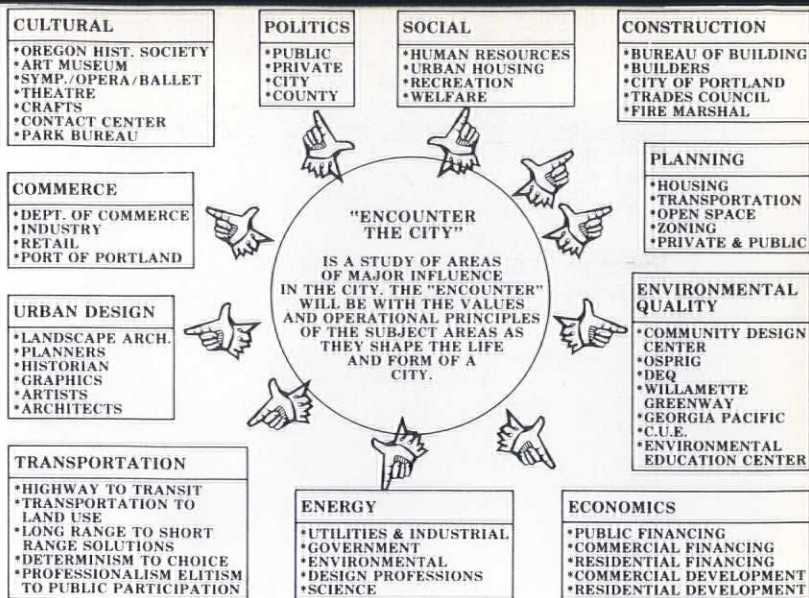 CULTURAL
*OREGON HIST. SOCIETY
*ART MUSEUM
*SYMP./OPERA/BALLET
*THEATRE
*CRAFTS
*CONTACT CENTER
*PARK BUREAU
POLITICS
*PUBLIC
*PRIVATE
*CITY
*COUNTY
SOCIAL
*HUMAN RESOURCES
*URBAN HOUSING
*RECREATION
*WELFARE
CONSTRUCTION
*BUREAU OF BUILDING
*BUILDERS
*CITY OF PORTLAND
*TRADES COUNCIL
*FIRE MARSHAL
COMMERCE
*DEPT. OF COMMERCE
*INDUSTRY
*RETAIL
*PORT OF PORTLAND
"ENCOUNTER
THE CITY"
IS A STUDY OF AREAS
OF MAJOR INFLUENCE
IN THE CITY. THE "ENCOUNTER"
WILL BE WITH THE VALUES
AND OPERATIONAL PRINCIPLES
OF THE SUBJECT AREAS AS
THEY SHAPE THE LIFE
AND FORM OF A
CITY.
PLANNING
*HOUSING
*TRANSPORTATION
*OPEN SPACE
*ZONING
*PRIVATE & PUBLIC
URBAN DESIGN
*LANDSCAPE ARCH.
*PLANNERS
*HISTORIAN
*GRAPHICS
*ARTISTS
*ARCHITECTS
ENVIRONMENTAL
QUALITY
*COMMUNITY DESIGN
CENTER
*OSPRIG
*DEQ
*WILLAMETTE
GREENWAY
*GEORGIA PACIFIC
*C.U.E.
*ENVIRONMENTAL
EDUCATION CENTER
TRANSPORTATION
*HIGHWAY TO TRANSIT
*TRANSPORTATION TO
LAND USE
*LONG RANGE TO SHORT
RANGE SOLUTIONS
*DETERMINISM TO CHOICE
*PROFESSIONALISM ELITISM
TO PUBLIC PARTICIPATION
ENERGY
*UTILITIES & INDUSTRIAL
*GOVERNMENT
*ENVIRONMENTAL
*DESIGN PROFESSIONS
*SCIENCE
ECONOMICS
*PUBLIC FINANCING
*COMMERCIAL FINANCING
*RESIDENTIAL FINANCING
*COMMERCIAL DEVELOPMENT
*RESIDENTIAL DEVELOPMENT